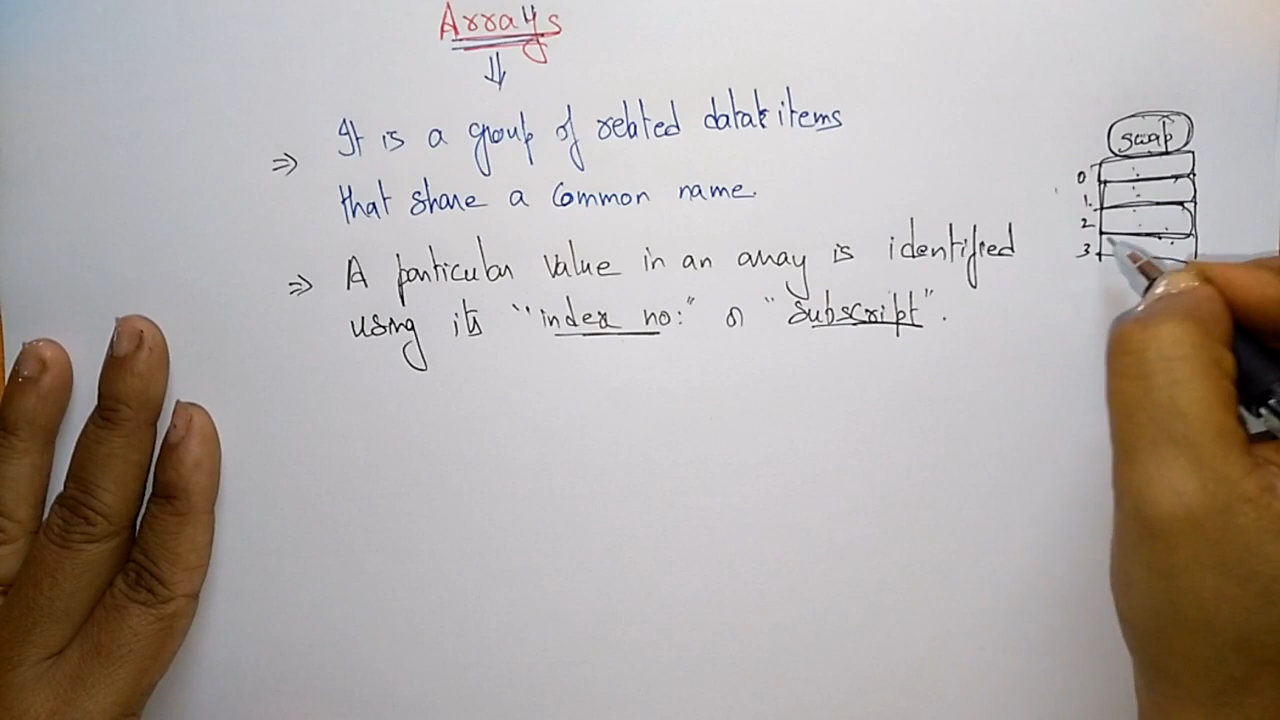 Arrays
⇓
⇒ It is a group of related data items
that share a common name.
⇒ A particular value in an array is identified
using its "index no:" or "subscript".
swap
0
1
2
3